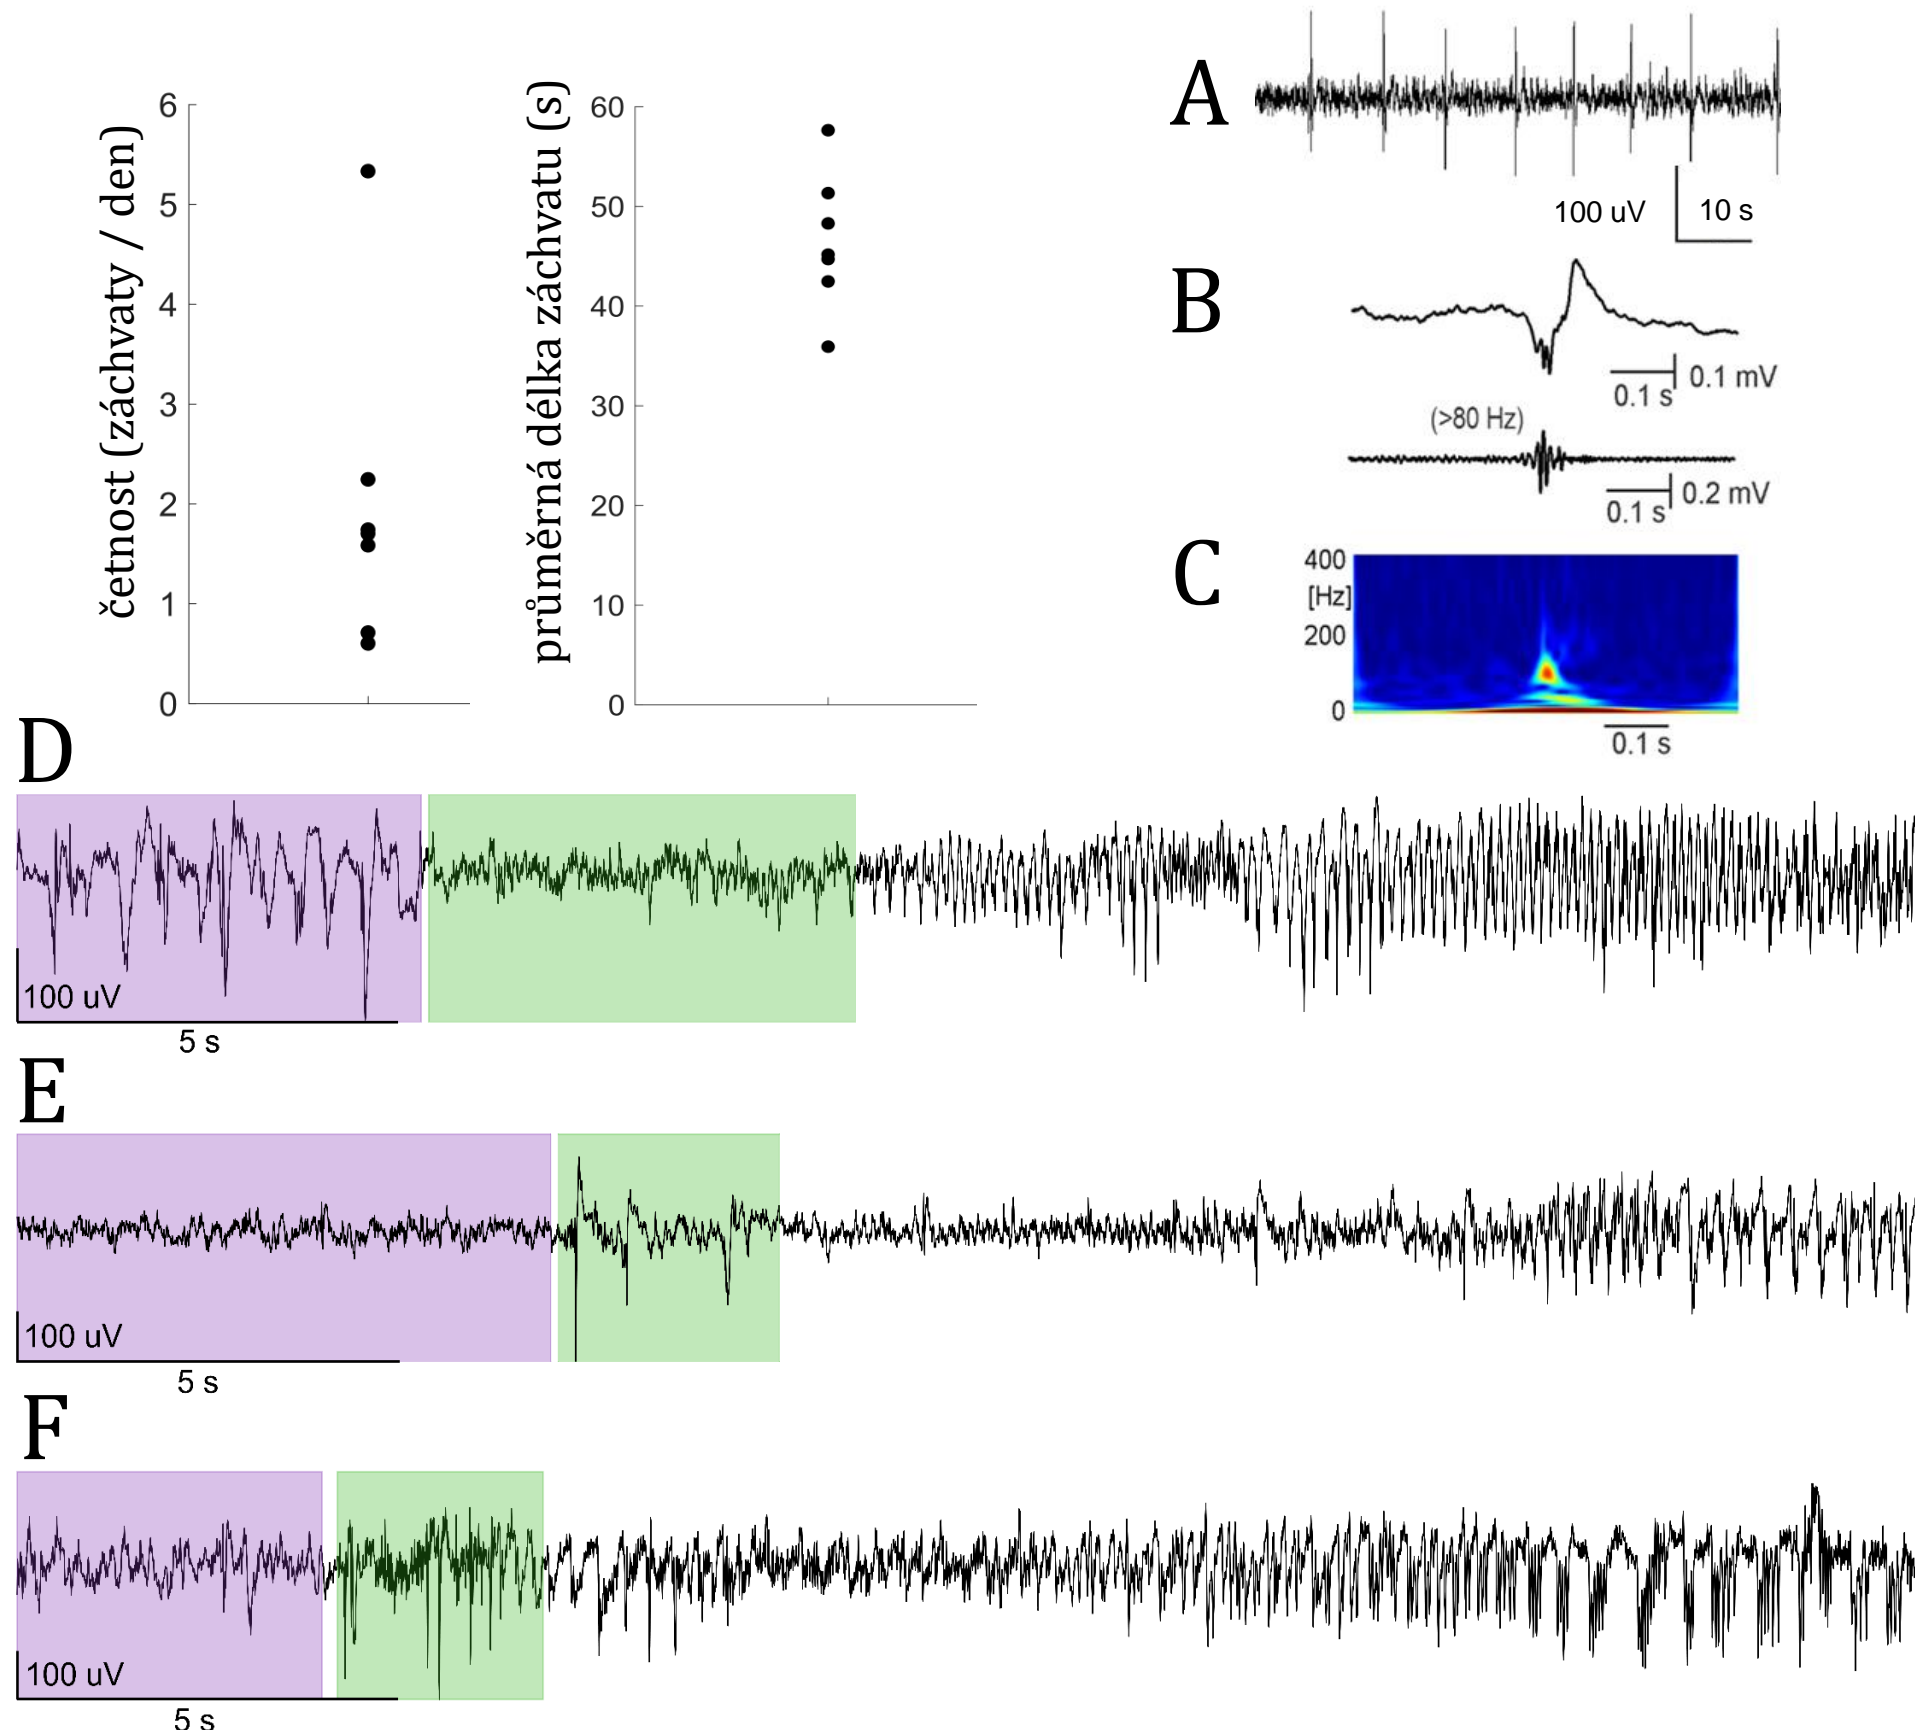 četnost (záchvaty / den)
6
5
4
3
2
1
0
průměrná délka záchvatu (s)
60
50
40
30
20
10
0
A
100 uV
10 s
B
0.1 mV
0.1 s
(>80 Hz)
0.2 mV
0.1 s
C
400
[Hz]
200
0
0.1 s
D
100 uV
5 s
E
100 uV
5 s
F
100 uV
5 s